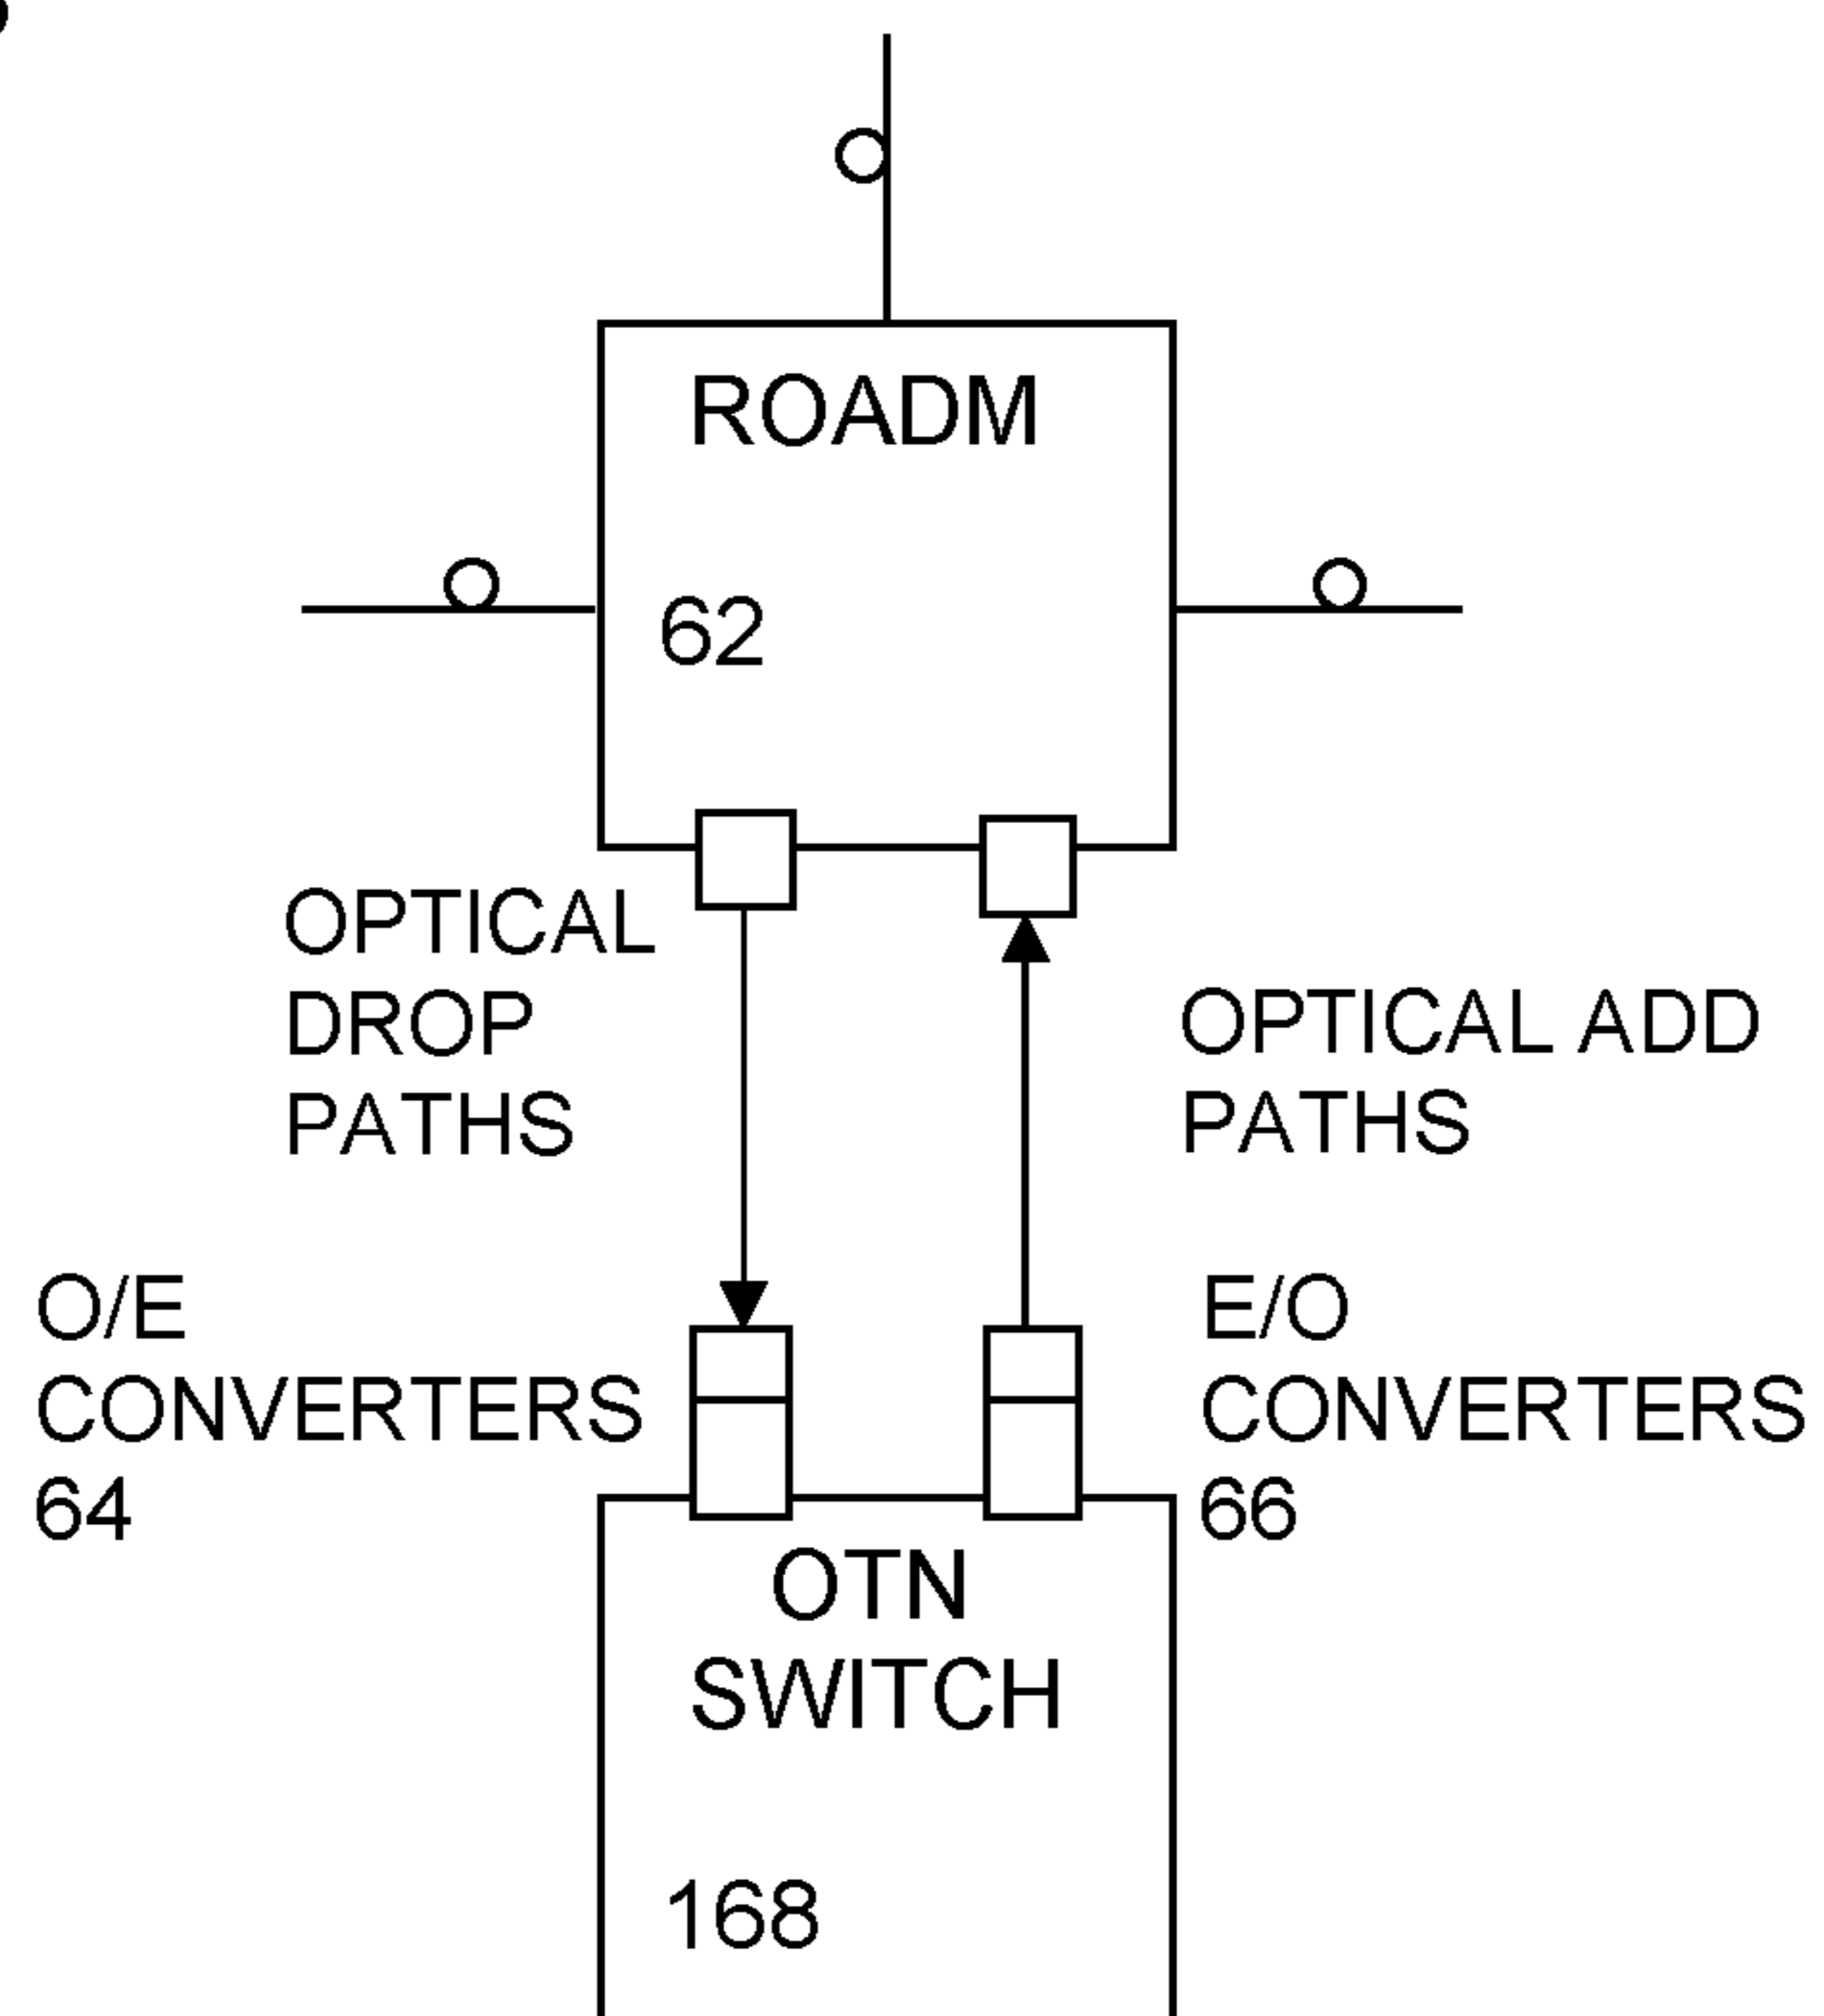 ROADM
62
OPTICAL
DROP
PATHS
OPTICAL ADD
PATHS
O/E
CONVERTERS
64
E/O
CONVERTERS
66
OTN
SWITCH
168